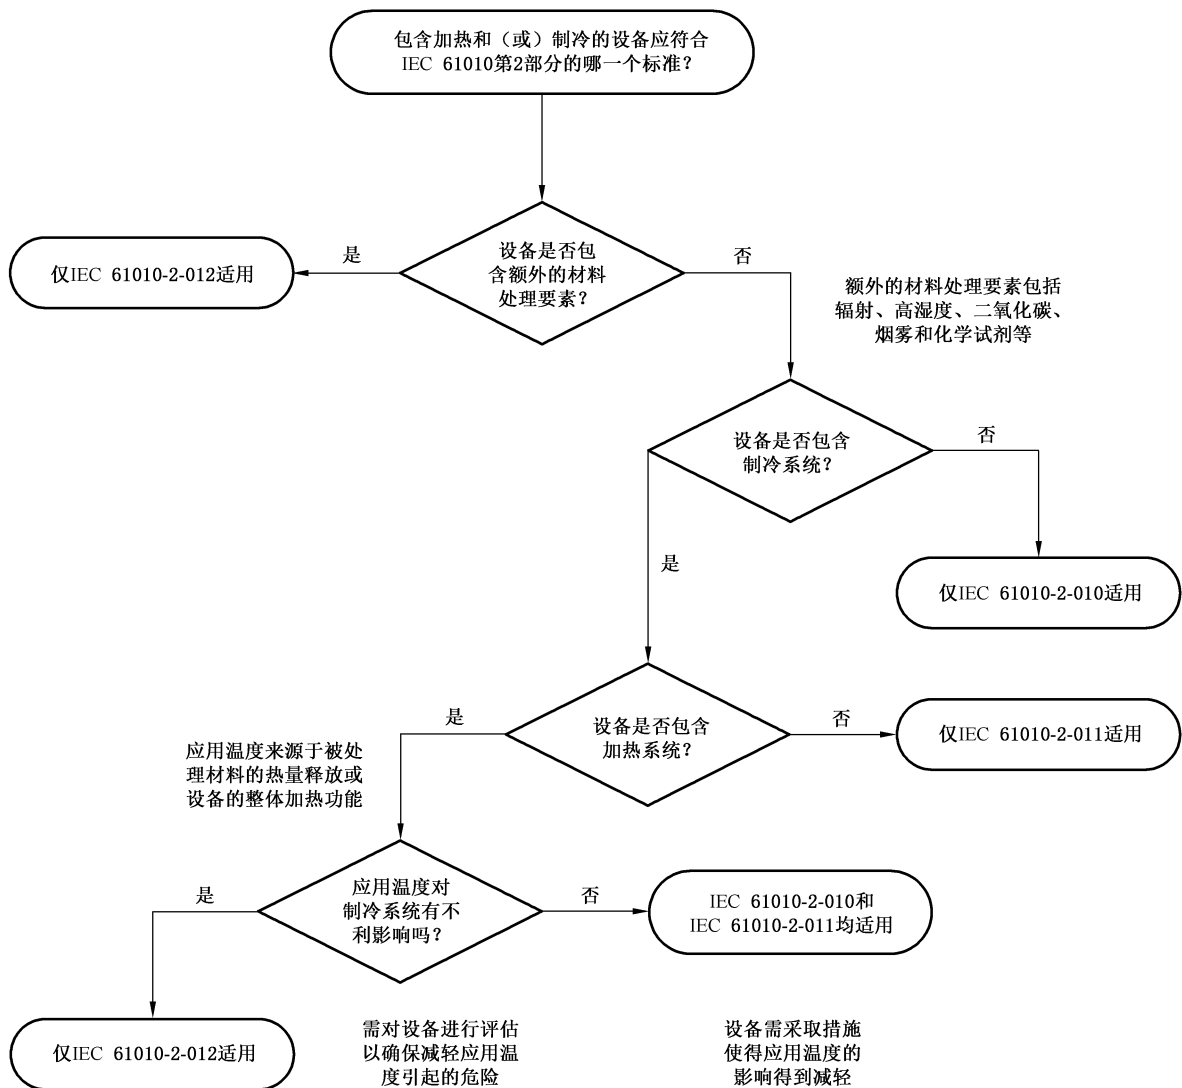 包含加热和（或）制冷的设备应符合
IEC 61010第2部分的哪一个标准？
设备是否包
含额外的材料
处理要素？
是
仅IEC 61010-2-012适用
否
额外的材料处理要素包括
辐射、高湿度、二氧化碳、
烟雾和化学试剂等
设备是否包含
制冷系统？
否
仅IEC 61010-2-010适用
是
设备是否包含
加热系统？
否
仅IEC 61010-2-011适用
是
应用温度来源于被处
理材料的热量释放或
设备的整体加热功能
应用温度对
制冷系统有不
利影响吗？
是
否
IEC 61010-2-010和
IEC 61010-2-011均适用
仅IEC 61010-2-012适用
需对设备进行评估
以确保减轻应用温
度引起的危险
设备需采取措施
使得应用温度的
影响得到减轻